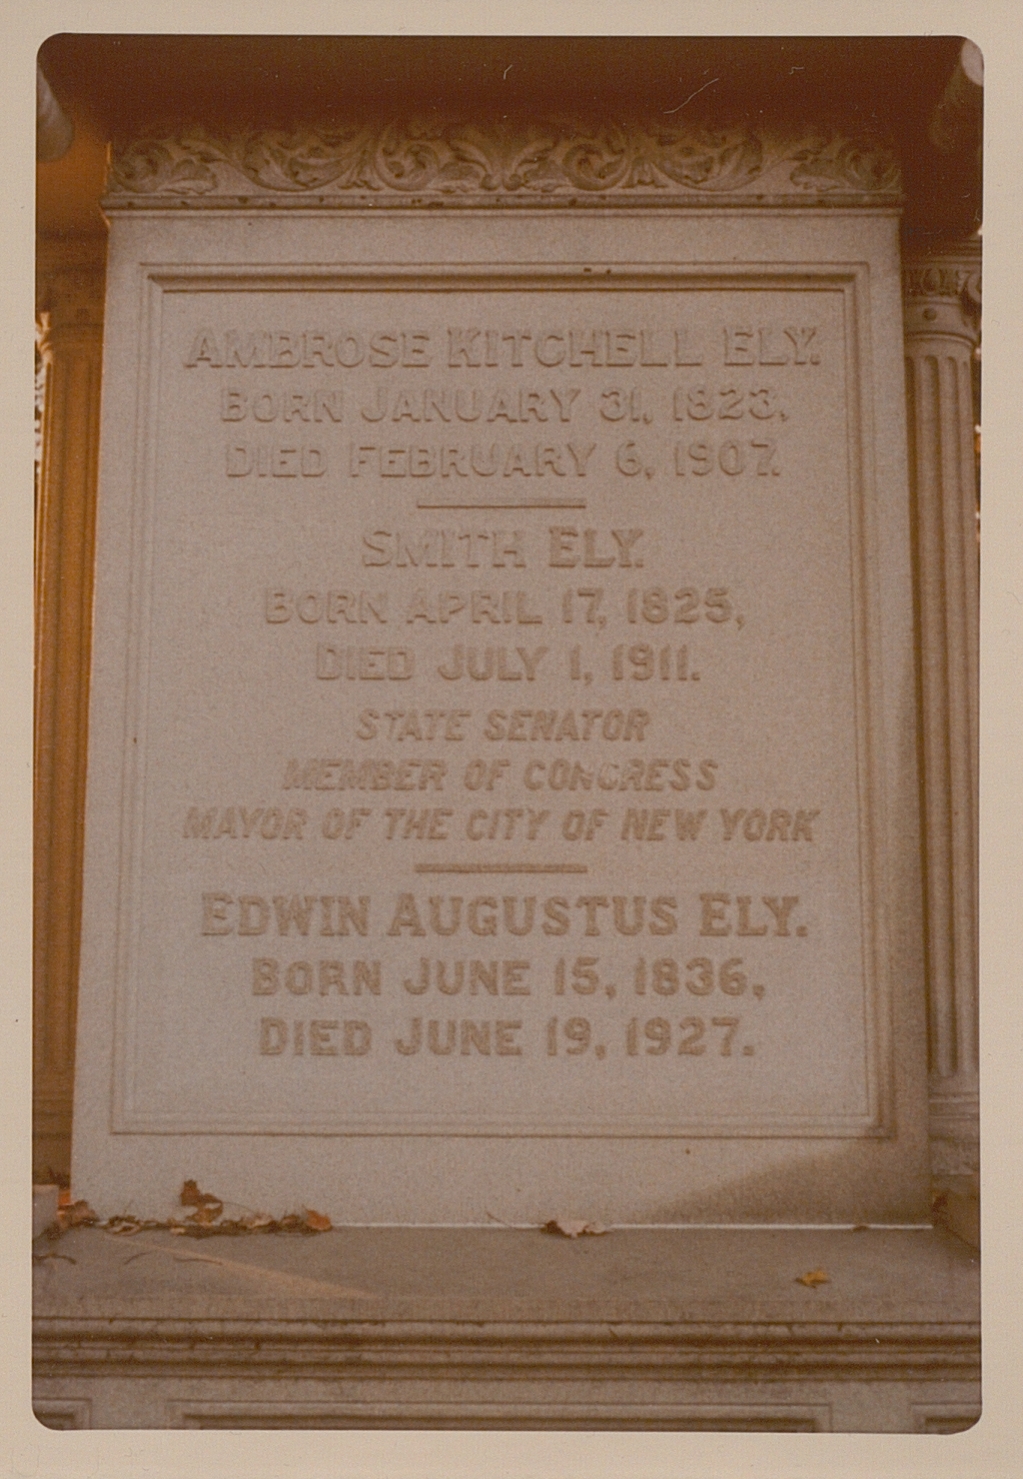 AMBROSE KITCHELL ELY.
BORN JANUARY 31, 1823,
DIED FEBRUARY 6, 1907.
SMITH ELY.
BORN APRIL 17, 1825,
DIED JULY 1, 1911.
STATE SENATOR
MEMBER OF CONGRESS
MAYOR OF THE CITY OF NEW YORK
EDWIN AUGUSTUS ELY.
BORN JUNE 15, 1836,
DIED JUNE 19, 1927.